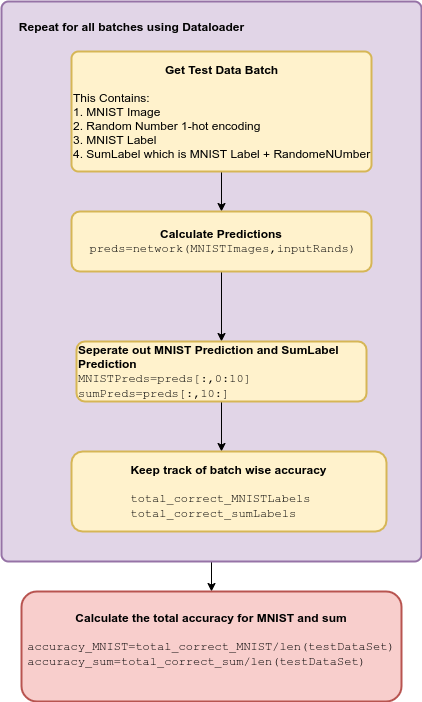 Repeat for all batches using Dataloader
Get Test Data Batch
This Contains:
1. MNIST Image
2. Random Number 1-hot encoding
3. MNIST Label
4. SumLabel which is MNIST Label + RandomeNUmber
Calculate Predictions
preds=network(MNISTImages,inputRands)
Seperate out MNIST Prediction and SumLabel
Prediction
MNISTPreds=preds[:,0:10]
sumPreds=preds[:,10:]
Keep track of batch wise accuracy
total_correct_MNISTLabels
total_correct_sumLabels
Calculate the total accuracy for MNIST and sum
accuracy_MNIST=total_correct_MNIST/len(testDataSet)
accuracy_sum=total_correct_sum/len(testDataSet)